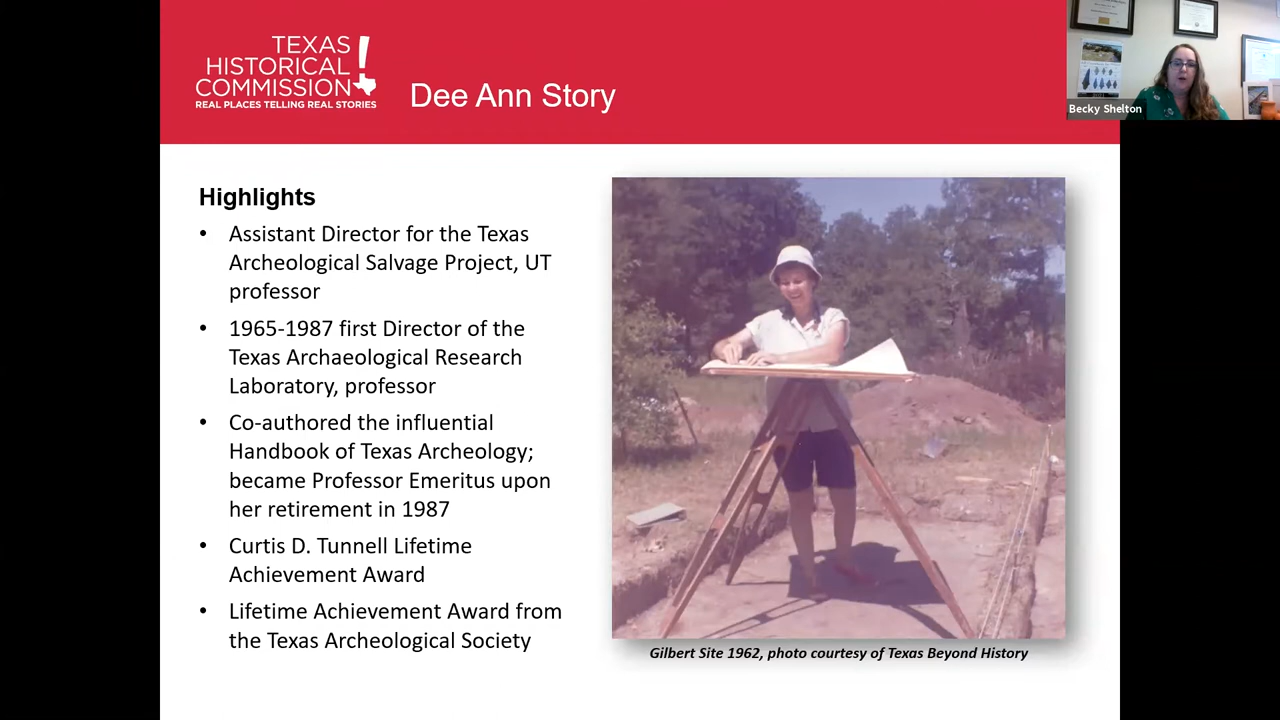 TEXAS
HISTORICAL
COMMISSION
REAL PLACES TELLING REAL STORIES
Dee Ann Story
Becky Shelton
Highlights
• Assistant Director for the Texas
Archeological Salvage Project, UT
professor
• 1965-1987 first Director of the
Texas Archaeological Research
Laboratory, professor
• Co-authored the influential
Handbook of Texas Archeology;
became Professor Emeritus upon
her retirement in 1987
• Curtis D. Tunnell Lifetime
Achievement Award
• Lifetime Achievement Award from
the Texas Archeological Society
Gilbert Site 1962, photo courtesy of Texas Beyond History